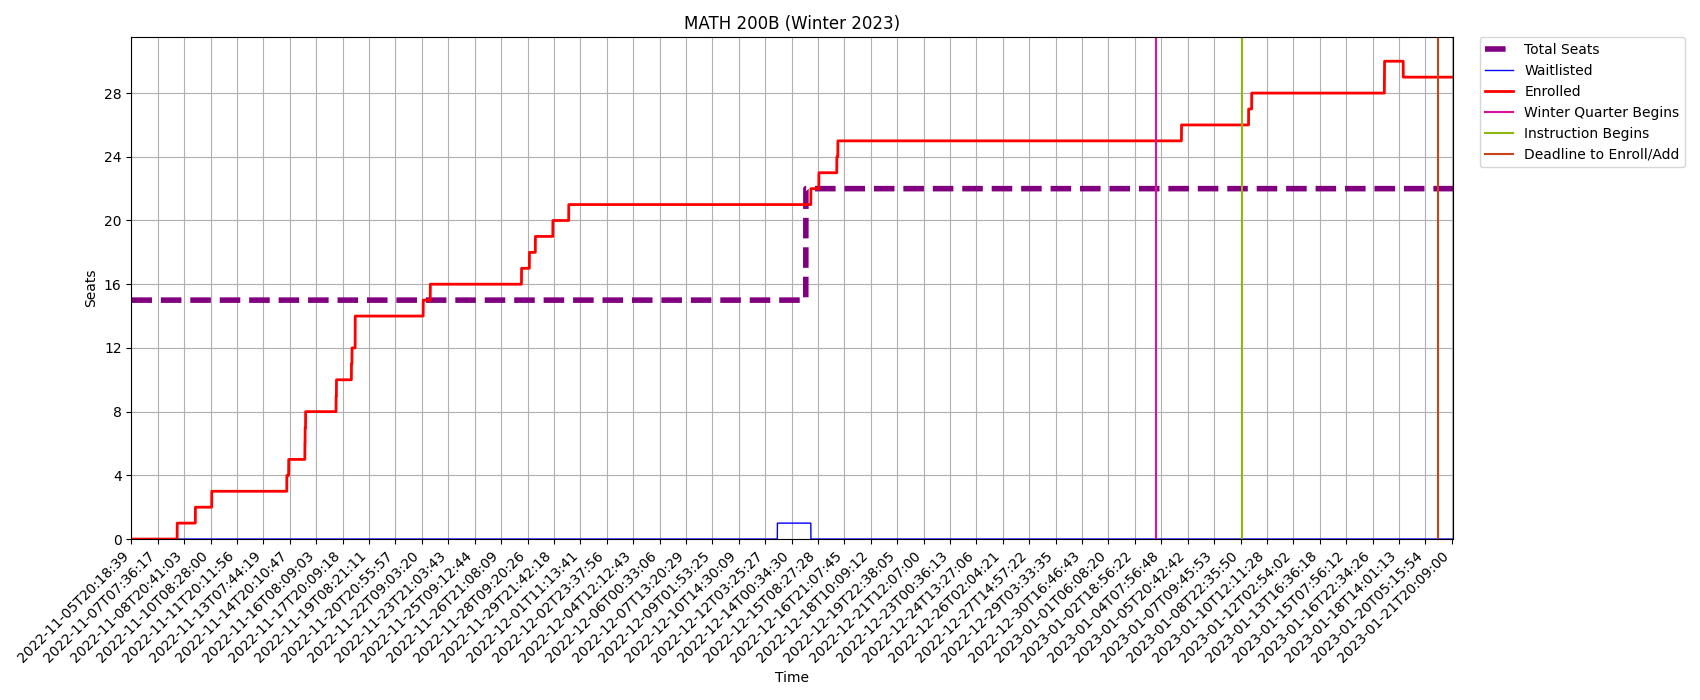 MATH 200B (Winter 2023)
Total Seats
Waitlisted
Enrolled
Winter Quarter Begins
Instruction Begins
Deadline to Enroll/Add
Seats
28
24
20
16
12
8
4
0
2022-11-05T20:18:39
2022-11-07T07:36:17
2022-11-08T20:41:03
2022-11-10T08:28:00
2022-11-11T20:11:56
2022-11-13T07:44:19
2022-11-14T20:10:47
2022-11-16T08:09:03
2022-11-17T20:09:18
2022-11-19T08:21:11
2022-11-20T20:55:57
2022-11-22T09:03:20
2022-11-23T21:03:43
2022-11-25T09:12:44
2022-11-26T21:08:09
2022-11-28T09:20:26
2022-11-29T21:42:18
2022-12-01T11:13:41
2022-12-02T23:37:56
2022-12-04T12:12:43
2022-12-06T00:33:06
2022-12-07T13:20:29
2022-12-09T01:53:25
2022-12-10T14:30:09
2022-12-12T03:25:27
2022-12-14T00:34:30
2022-12-15T08:27:28
2022-12-16T21:07:45
2022-12-18T10:09:12
2022-12-19T22:38:05
2022-12-21T12:07:00
2022-12-23T00:36:13
2022-12-24T13:27:06
2022-12-26T02:04:21
2022-12-27T14:57:22
2022-12-29T03:33:35
2022-12-30T16:46:43
2023-01-01T06:08:20
2023-01-02T18:56:22
2023-01-04T07:56:48
2023-01-05T20:42:42
2023-01-07T09:45:53
2023-01-08T22:35:50
2023-01-10T12:11:28
2023-01-12T02:54:02
2023-01-13T16:36:18
2023-01-15T07:56:12
2023-01-16T22:34:26
2023-01-18T14:01:13
2023-01-20T05:15:54
2023-01-21T20:09:00
Time